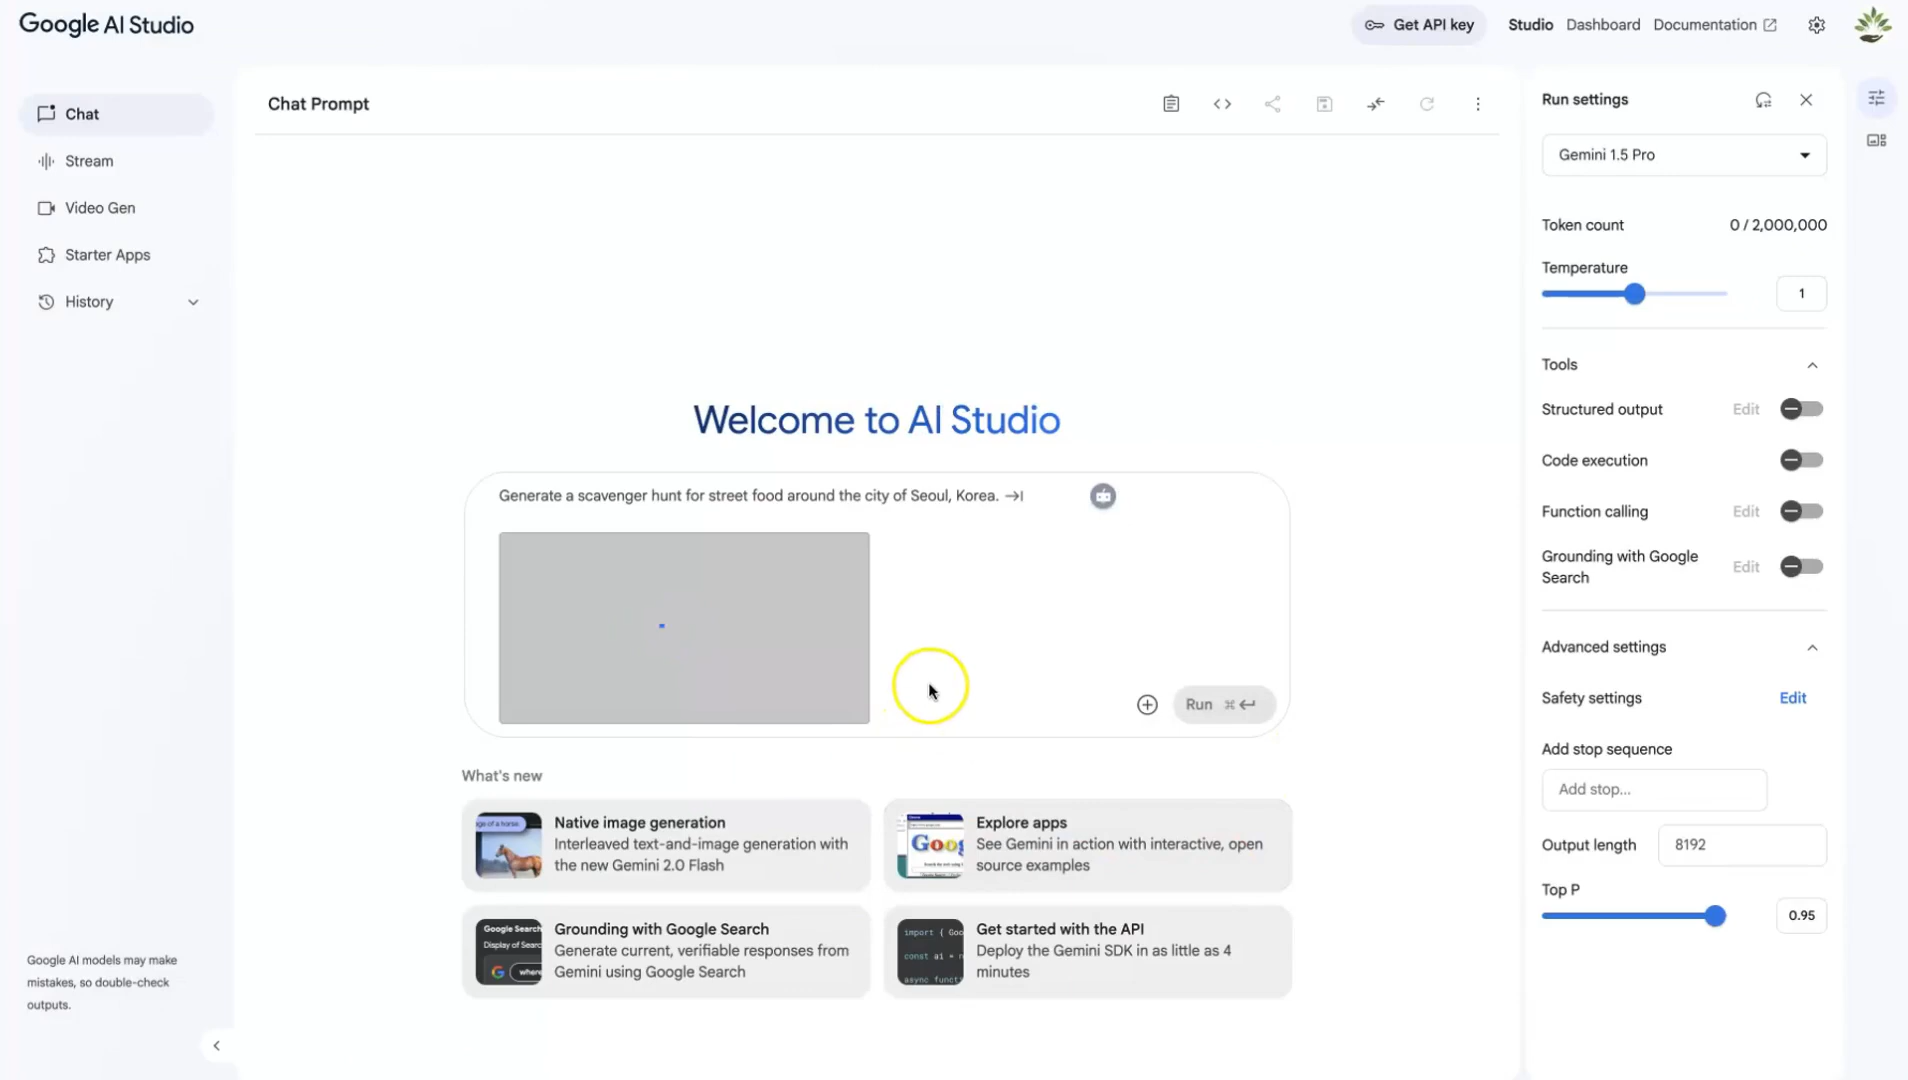 Google AI Studio
Get API key
Studio
Dashboard
Documentation
Chat
Stream
Video Gen
Starter Apps
History
Google AI models may make
mistakes, so double-check
outputs.
Chat Prompt
Welcome to AI Studio
Generate a scavenger hunt for street food around the city of Seoul, Korea.
Run ⌘
What's new
Native image generation
Interleaved text-and-image generation with
the new Gemini 2.0 Flash
Explore apps
See Gemini in action with interactive, open
source examples
Grounding with Google Search
Generate current, verifiable responses from
Gemini using Google Search
Get started with the API
Deploy the Gemini SDK in as little as 4
minutes
Run settings
Gemini 1.5 Pro
Token count 0 / 2,000,000
Temperature
1
Tools
Structured output Edit
Code execution
Function calling Edit
Grounding with Google
Search
Edit
Advanced settings
Safety settings Edit
Add stop sequence
Add stop...
Output length 8192
Top P
0.95